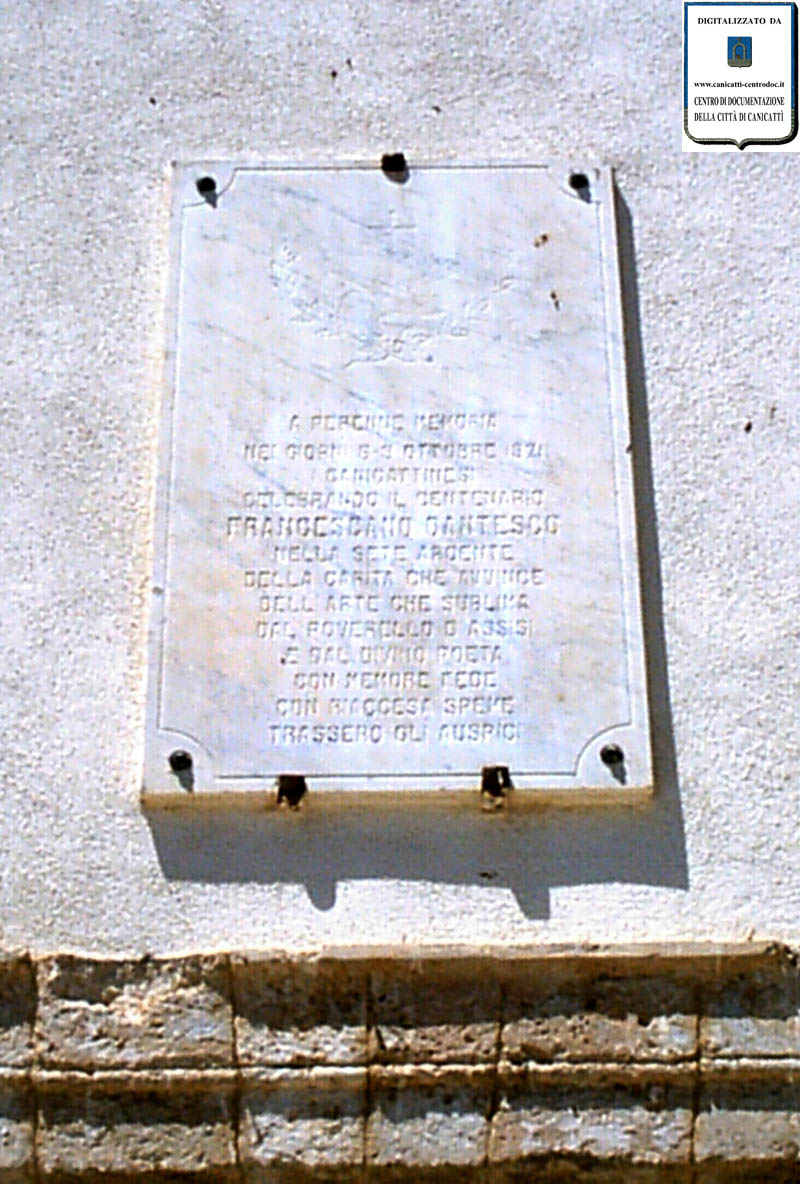 DIGITALIZZATO DA
www.canicatti-centrodoc.it
CENTRO DI DOCUMENTAZIONE
DELLA CITTÀ DI CANICATTÌ
A PERENNE MEMORIA
NEI GIORNI 6-9 OTTOBRE 1921
I CANICATTINESI
CELEBRANDO IL CENTENARIO
FRANCESCANO DANTESCO
NELLA SETE ARDENTE
DELLA CARITÀ CHE AVVINCE
DELL'ARTE CHE SUBLIMA
DAL POVERELLO D'ASSISI
E DAL DIVINO POETA
CON MEMORE FEDE
CON RIACCESA SPEME
TRASSERO GLI AUSPICI